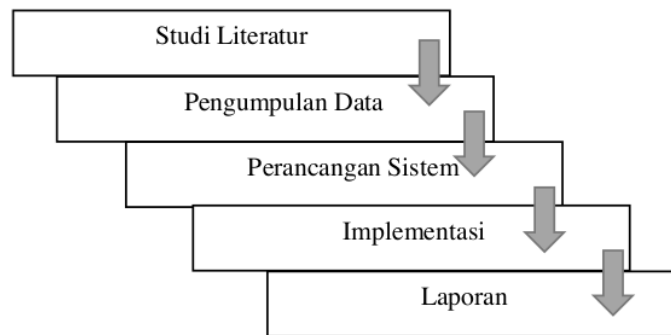 Studi Literatur
Pengumpulan Data
Perancangan Sistem
Implementasi
Laporan